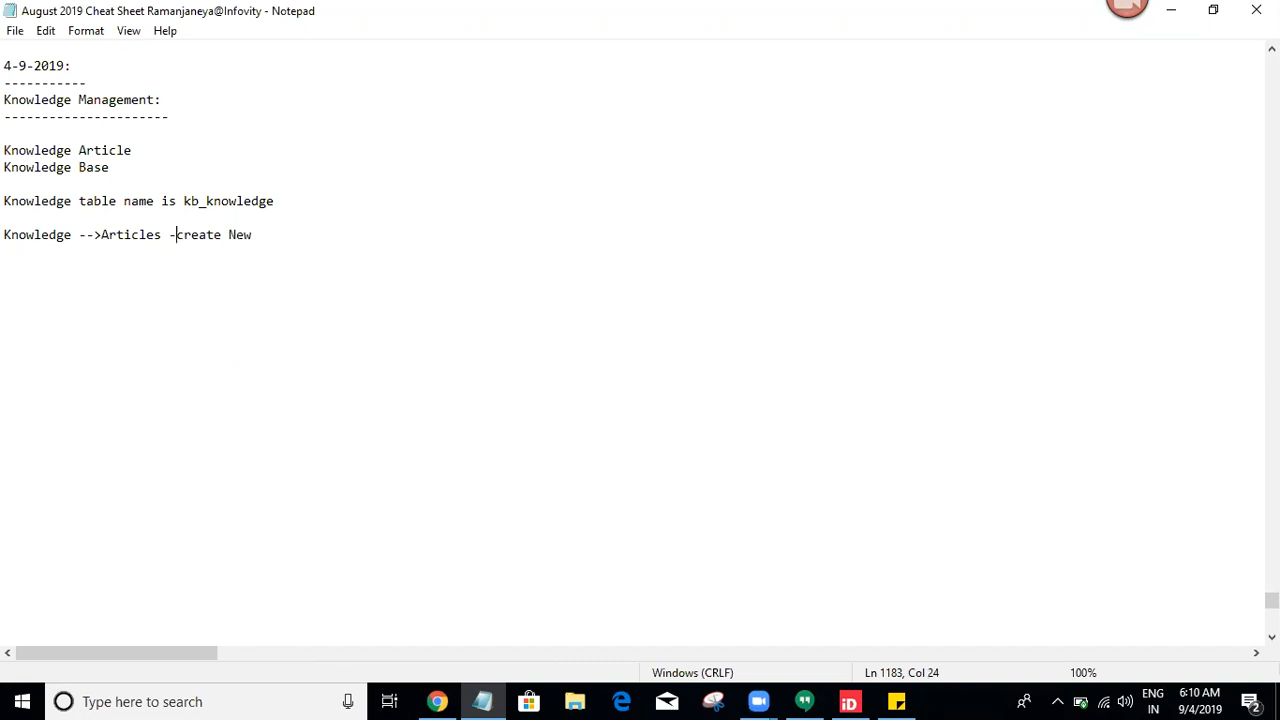 August 2019 Cheat Sheet Ramanjaneya@Infovity - Notepad
File Edit Format View Help
4-9-2019:
-----------
Knowledge Management:
----------------------
Knowledge Article
Knowledge Base
Knowledge table name is kb_knowledge
Knowledge -->Articles -create New
Windows (CRLF) Ln 1183, Col 24 100%
Type here to search
ENG
IN
6:10 AM
9/4/2019
iD
2